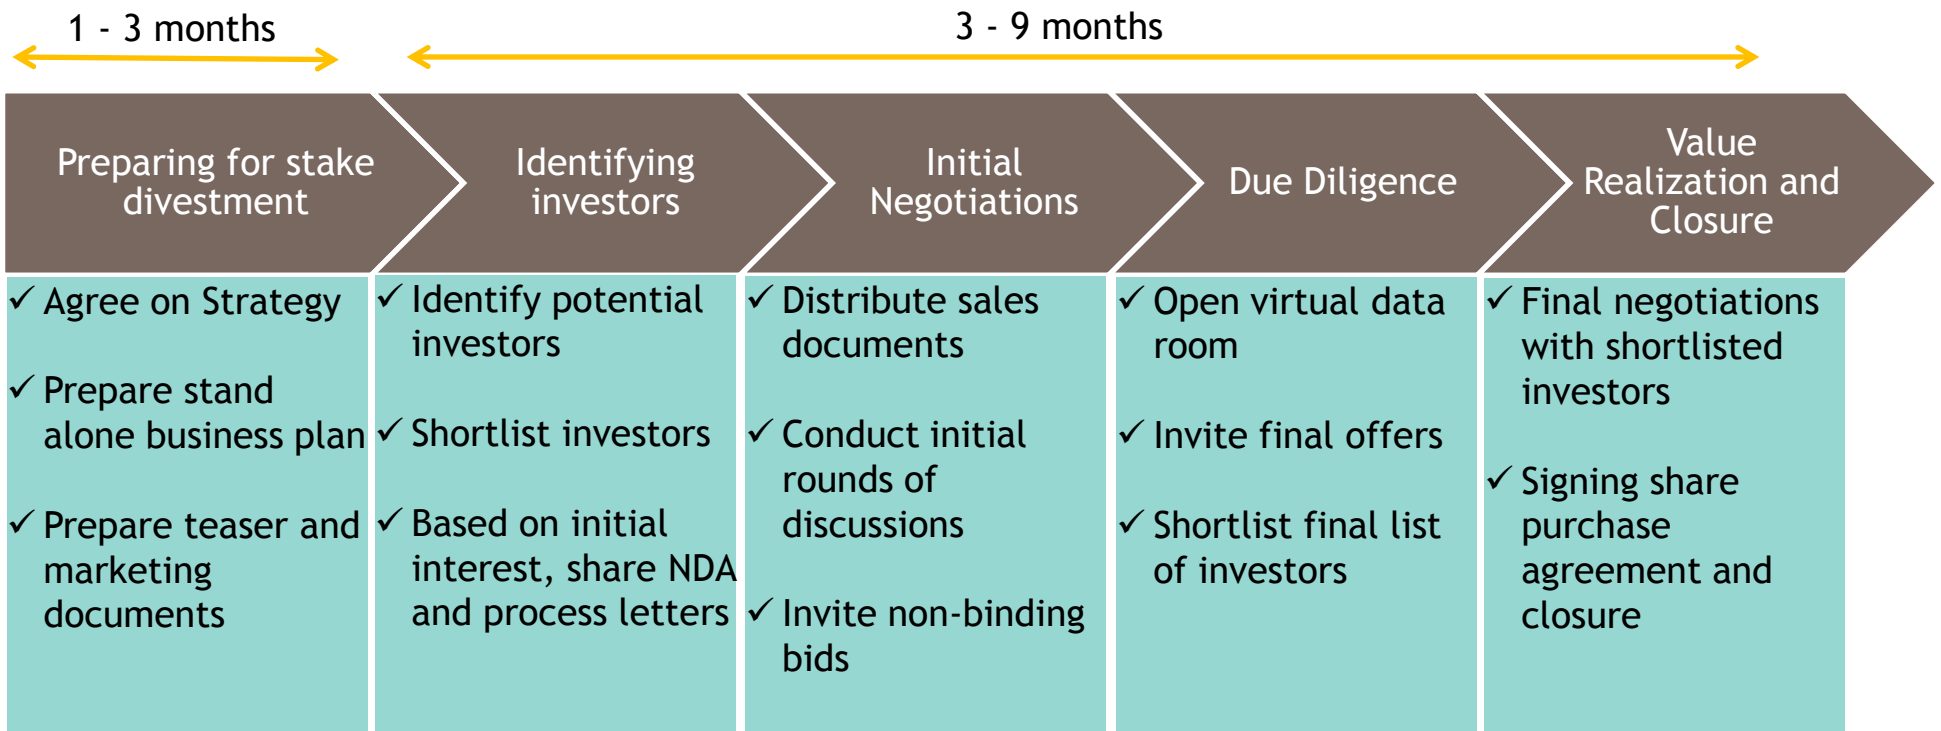 1 - 3 months
3 - 9 months
Preparing for stake
divestment
Identifying
investors
Initial
Negotiations
Due Diligence
Value
Realization and
Closure
✓ Agree on Strategy
✓ Prepare stand
alone business plan
✓ Prepare teaser and
marketing
documents
✓ Identify potential
investors
✓ Shortlist investors
✓ Based on initial
interest, share NDA
and process letters
✓ Distribute sales
documents
✓ Conduct initial
rounds of
discussions
✓ Invite non-binding
bids
✓ Open virtual data
room
✓ Invite final offers
✓ Shortlist final list
of investors
✓ Final negotiations
with shortlisted
investors
✓ Signing share
purchase
agreement and
closure